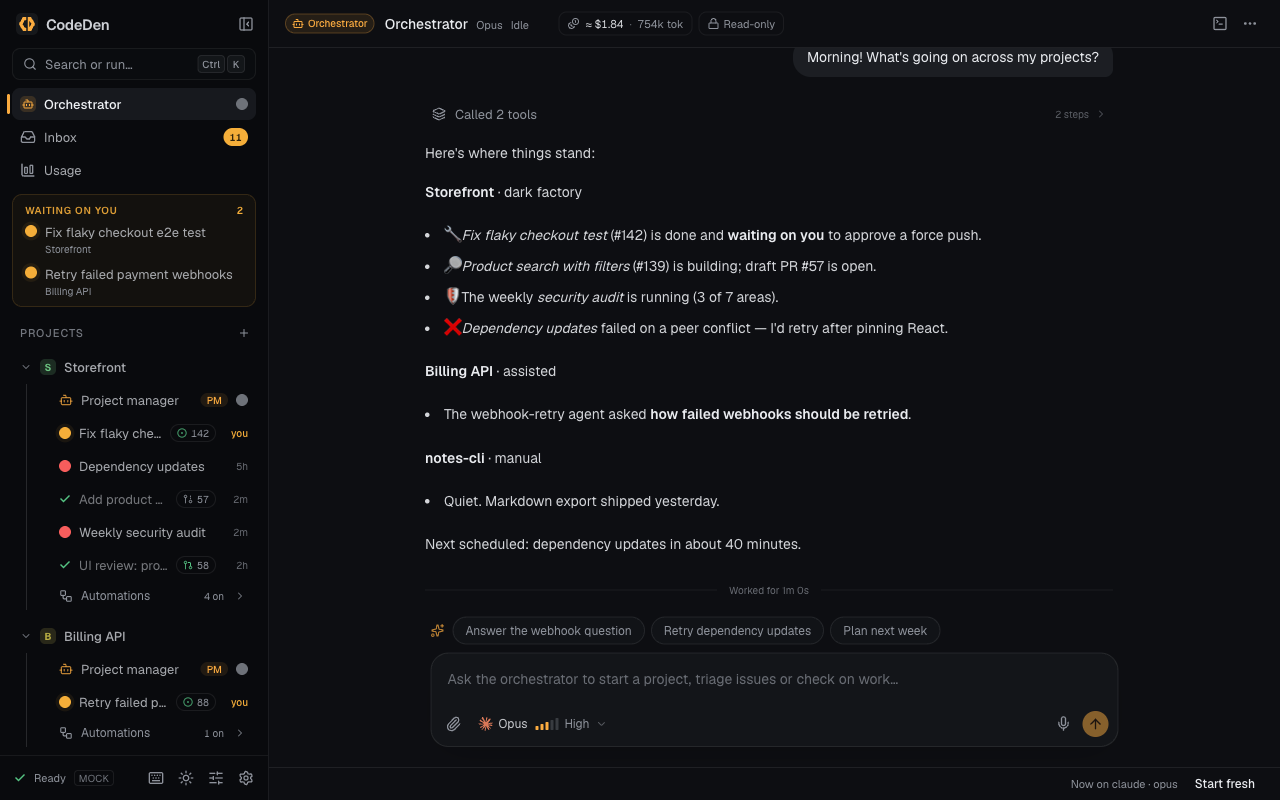 CodeDen
Search or run… Ctrl K
Orchestrator
Inbox 11
Usage
WAITING ON YOU 2
Fix flaky checkout e2e test
Storefront
Retry failed payment webhooks
Billing API
PROJECTS
S Storefront
Project manager PM
Fix flaky che… 142 you
Dependency updates 5h
Add product … 57 2m
Weekly security audit 2m
UI review: pro… 58 2h
Automations 4 on
B Billing API
Project manager PM
Retry failed p… 88 you
Automations 1 on
Ready MOCK
Orchestrator Orchestrator Opus Idle ≈ $1.84 · 754k tok Read-only
Morning! What's going on across my projects?
Called 2 tools 2 steps
Here's where things stand:
Storefront · dark factory
• 🔧Fix flaky checkout test (#142) is done and waiting on you to approve a force push.
• 🔎Product search with filters (#139) is building; draft PR #57 is open.
• 🛡️The weekly security audit is running (3 of 7 areas).
• ❌Dependency updates failed on a peer conflict — I'd retry after pinning React.
Billing API · assisted
• The webhook-retry agent asked how failed webhooks should be retried.
notes-cli · manual
• Quiet. Markdown export shipped yesterday.
Next scheduled: dependency updates in about 40 minutes.
Worked for 1m 0s
Answer the webhook question Retry dependency updates Plan next week
Ask the orchestrator to start a project, triage issues or check on work…
Opus High
Now on claude · opus Start fresh